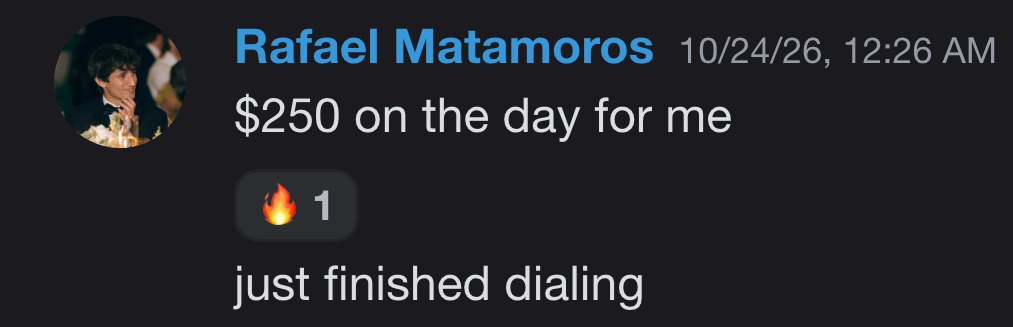 Rafael Matamoros 10/24/26, 12:26 AM
$250 on the day for me
🔥 1
just finished dialing